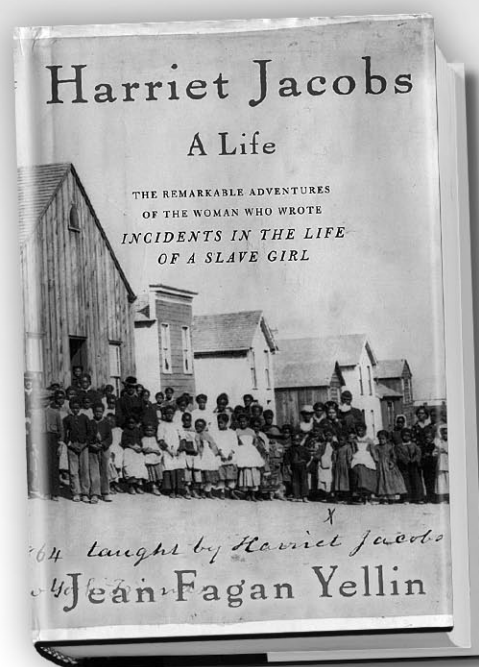 Harriet Jacobs
A Life
THE REMARKABLE ADVENTURES
OF THE WOMAN WHO WROTE
INCIDENTS IN THE LIFE
OF A SLAVE GIRL
X
64 taught by Harriet Jacobs
Jean Fagan Yellin